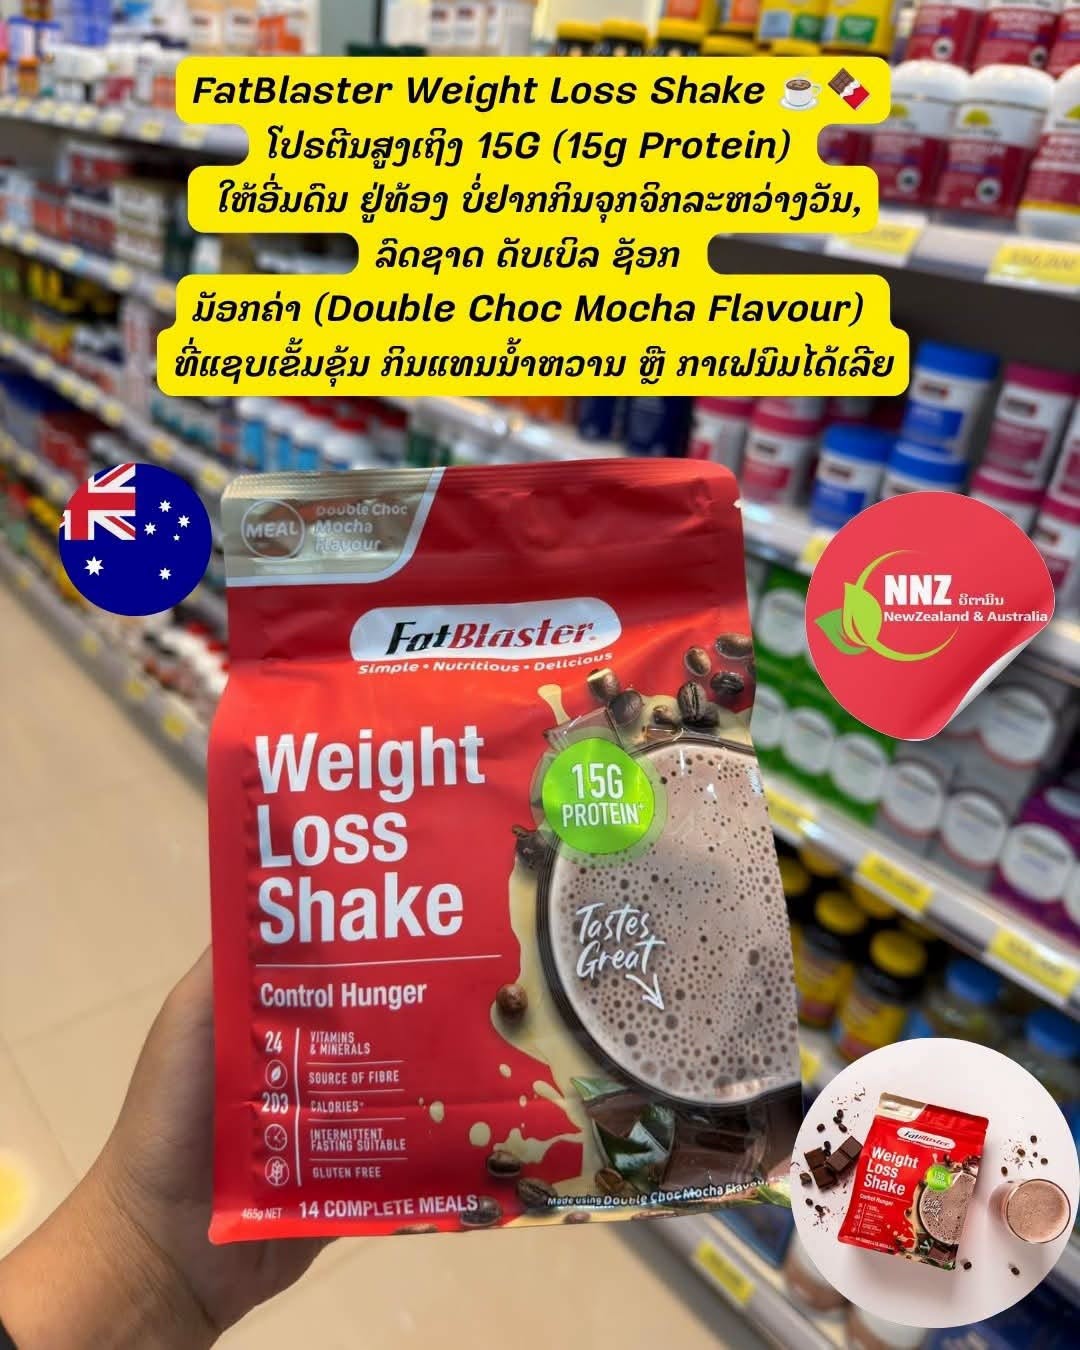 FatBlaster Weight Loss Shake ☕🍫
ໂປຣຕີນສູງເຖິງ 15G (15g Protein)
ໃຫ້ອີ່ມດົນ ຢູ່ທ້ອງ ບໍ່ຢາກກິນຈຸກຈິກລະຫວ່າງວັນ,
ລົດຊາດ ດັບເບິລ ຊັອກ
ມັອກຄ່າ (Double Choc Mocha Flavour)
ທີ່ແຊບເຂັ້ມຂຸ້ນ ກິນແທນນ້ຳຫວານ ຫຼື ກາເຟນົມໄດ້ເລີຍ
MEAL
Double Choc
Mocha
Flavour
FatBlaster
Simple • Nutritious • Delicious
NNZ ວີຕາມິນ
NewZealand & Australia
Weight
Loss
Shake
15G
PROTEIN+
Tastes
Great
Control Hunger
24 VITAMINS
& MINERALS
SOURCE OF FIBRE
203 CALORIES+
INTERMITTENT
FASTING SUITABLE
GLUTEN FREE
465g NET 14 COMPLETE MEALS
Made using Double Choc Mocha Flavour
FatBlaster
Weight
Loss
Shake
Control Hunger
15G